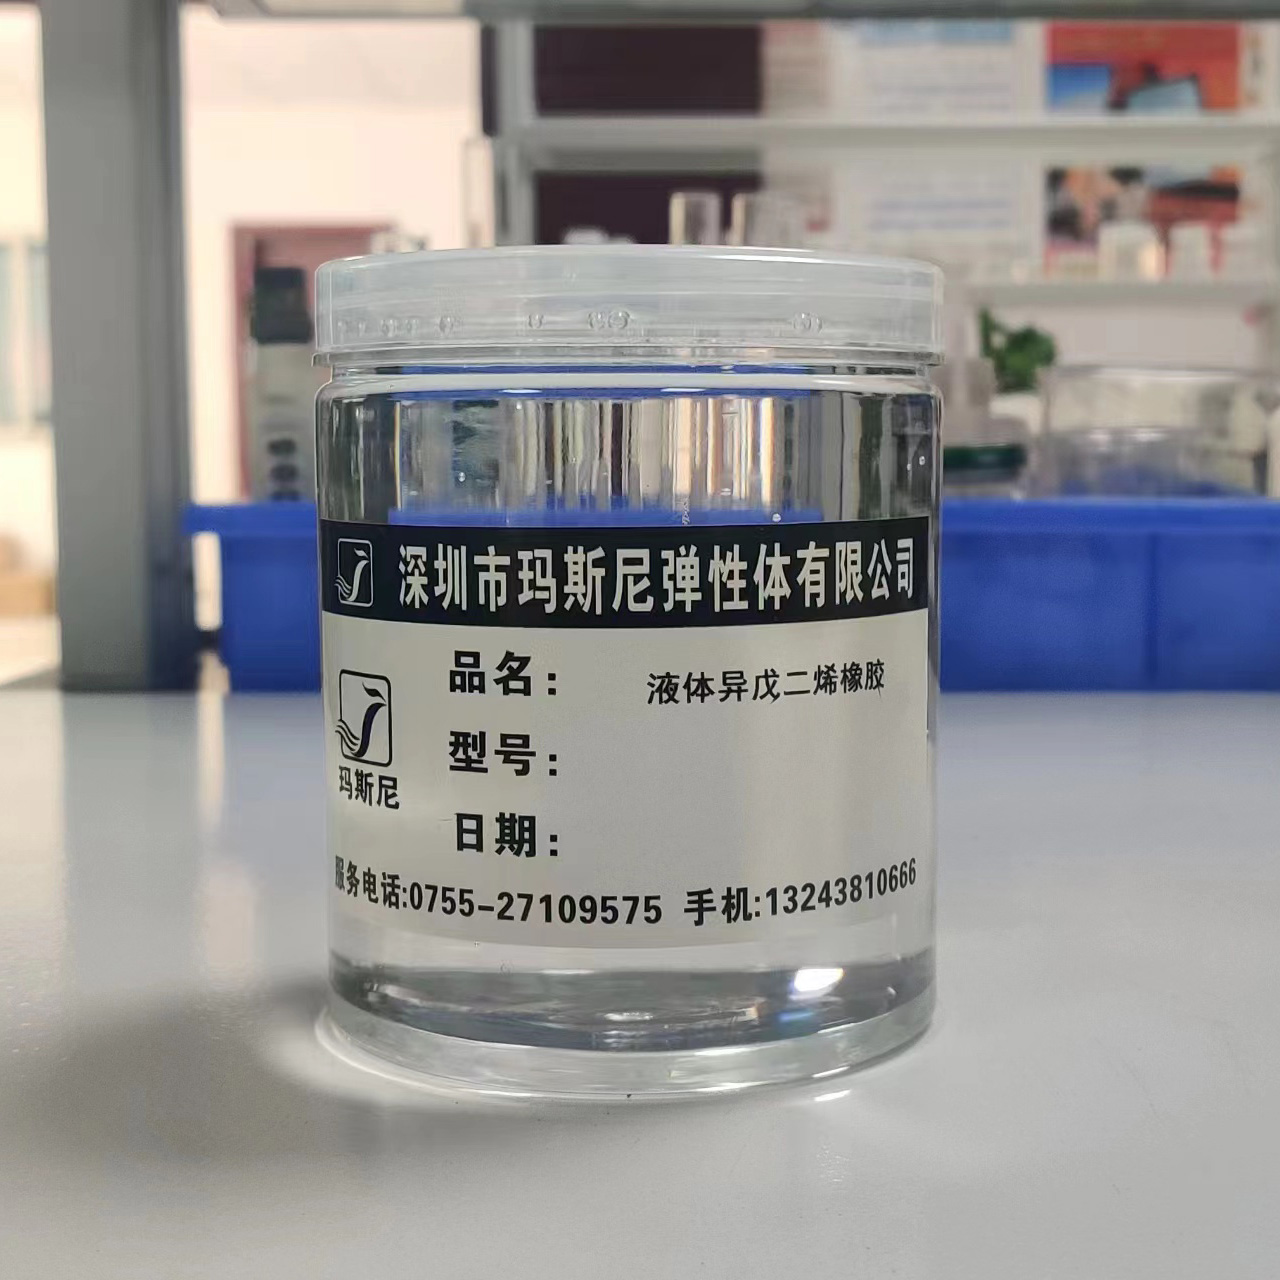 深圳市玛斯尼弹性体有限公司
品名： 液体异戊二烯橡胶
型号：
玛斯尼
日期：
服务电话:0755-27109575 手机:13243810666